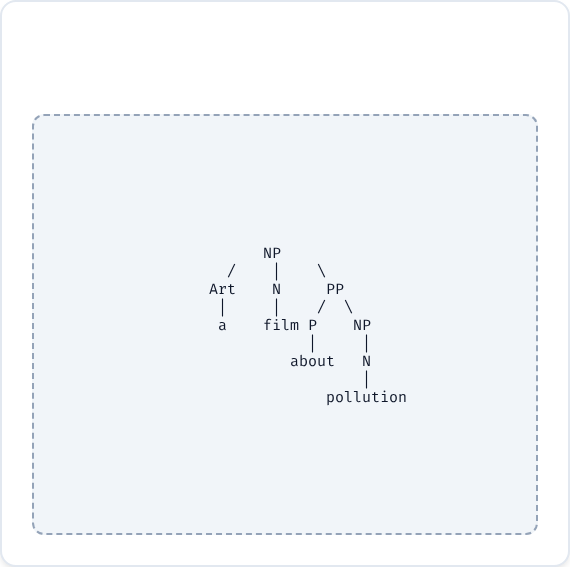 NP
/ | \
Art N PP
| | / \
a film P NP
| |
about N
|
pollution